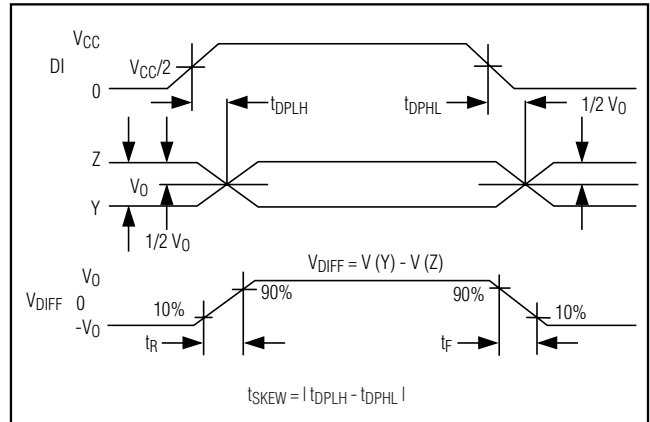 VCC
DI
VCC/2
0
tDPLH
tDPHL
1/2 VO
Z
VO
Y
1/2 VO
VDIFF = V (Y) - V (Z)
VO
VDIFF 0
-VO
10%
90%
90%
10%
tR
tF
tSKEW = | tDPLH - tDPHL |